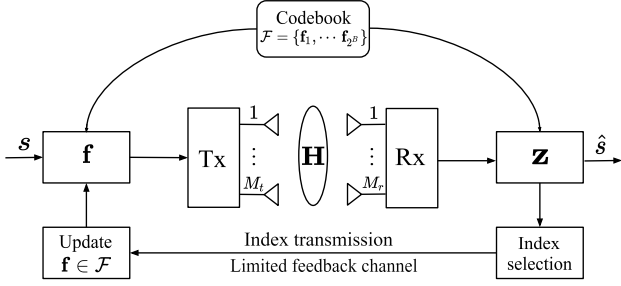 Codebook
𝓕 = {𝐟₁, ⋯ 𝐟_{2^B}}
s
𝐟
Tx
1
⋮
M_t
𝐇
1
⋮
M_r
Rx
𝐳
ŝ
Update
𝐟 ∈ 𝓕
Index transmission
Limited feedback channel
Index
selection